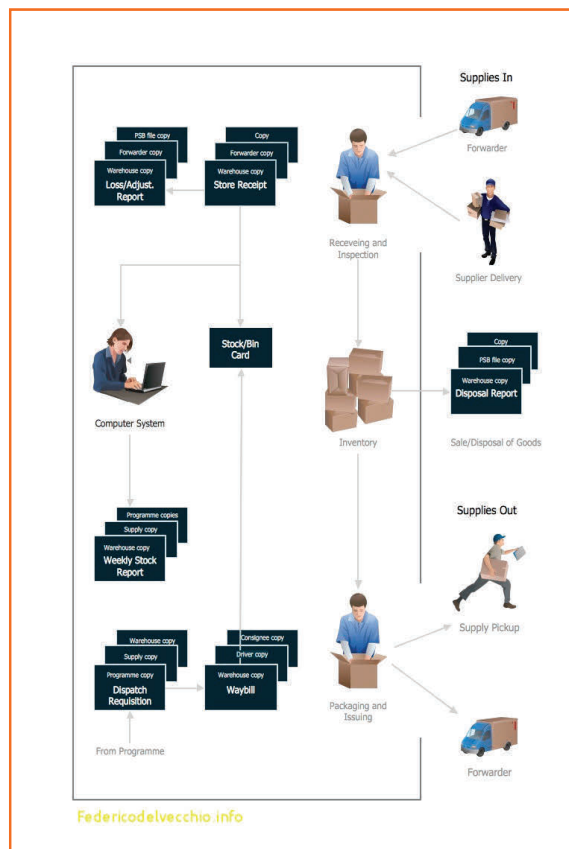 Supplies In
PSB file copy
Forwarder copy
Warehouse copy
Loss/Adjust.
Report
Copy
Forwarder copy
Warehouse copy
Store Receipt
Forwarder
Receveing and
Inspection
Supplier Delivery
Stock/Bin
Card
Copy
PSB file copy
Warehouse copy
Disposal Report
Computer System
Inventory
Sale/Disposal of Goods
Programme copies
Supply copy
Warehouse copy
Weekly Stock
Report
Supplies Out
Supply Pickup
Warehouse copy
Supply copy
Programme copy
Dispatch
Requisition
Consignee copy
Driver copy
Warehouse copy
Waybill
Packaging and
Issuing
From Programme
Forwarder
Federicodelvecchio.info